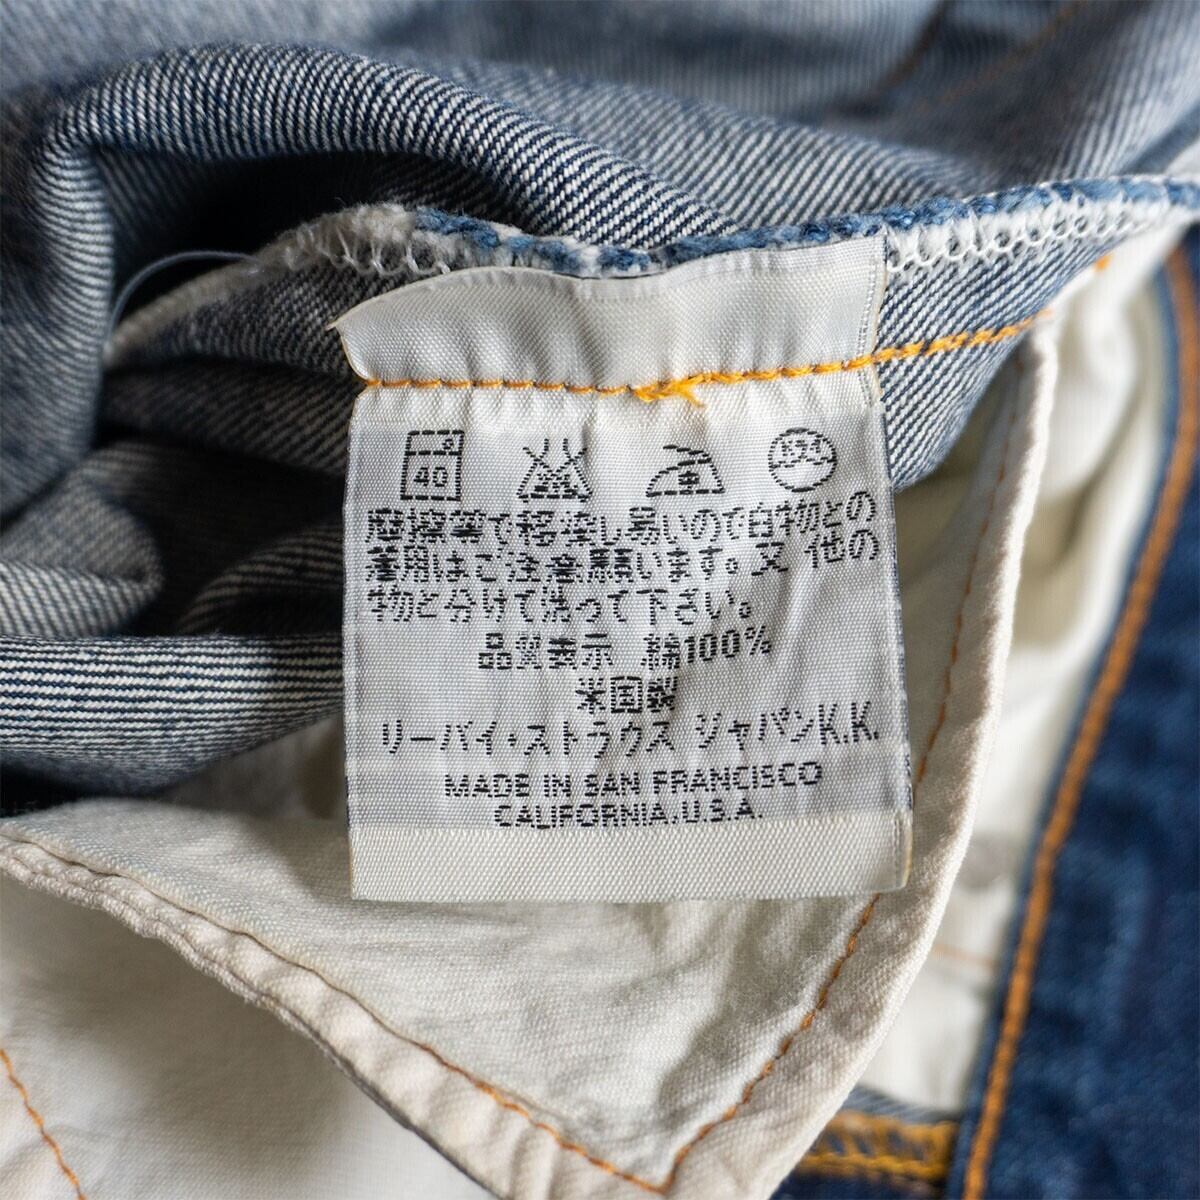 40
摩擦等で移染し易いので白物との
着用はご注意願います。又 他の
物と分けて洗って下さい。
品質表示 綿100%
米国製
リーバイ・ストラウス ジャパンK.K.
MADE IN SAN FRANCISCO
CALIFORNIA.U.S.A.